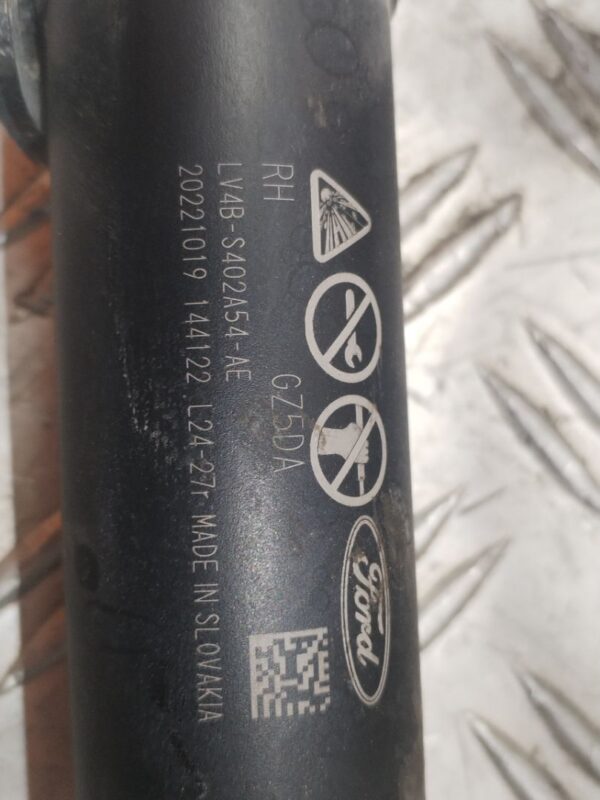 RH
GZ5DA
LV4B-S402A54-AE
20221019 144122 L24-27r MADE IN SLOVAKIA
Ford